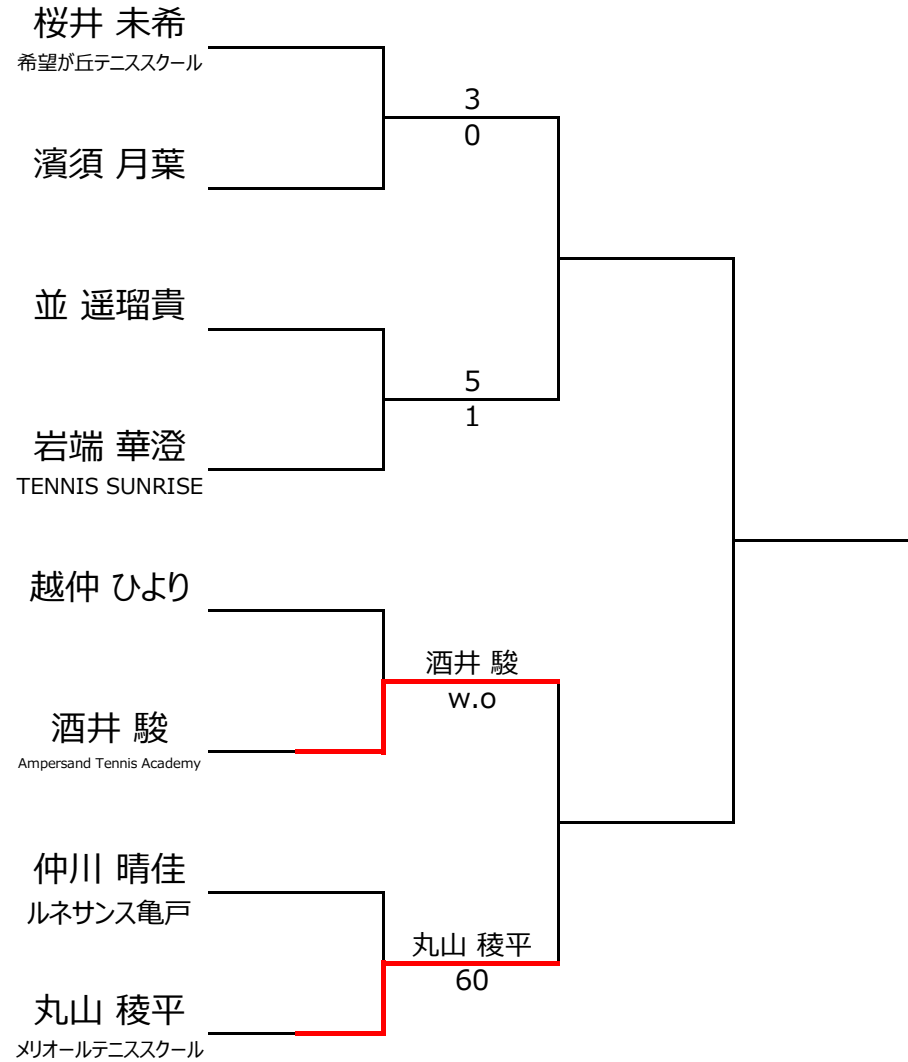 桜井 未希
希望が丘テニススクール
3
0
濱須 月葉
並 遥瑠貴
5
1
岩端 華澄
TENNIS SUNRISE
越仲 ひより
酒井 駿
w.o
酒井 駿
Ampersand Tennis Academy
仲川 晴佳
ルネサンス亀戸
丸山 稜平
60
丸山 稜平
メリオールテニススクール